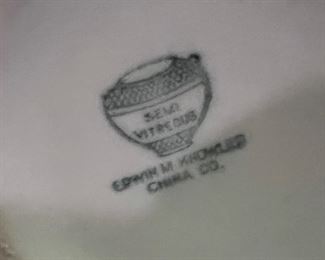 SEMI
VITREOUS
EDWIN M. KNOWLES
CHINA CO.